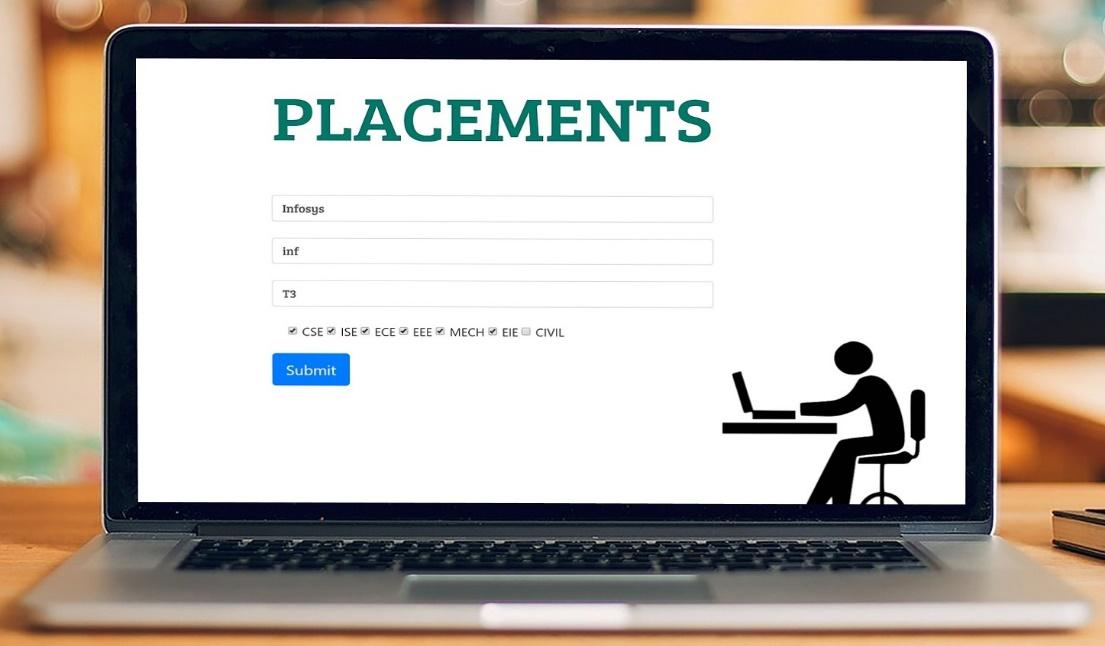 PLACEMENTS
Infosys
inf
T3
CSE ISE ECE EEE MECH EIE CIVIL
Submit